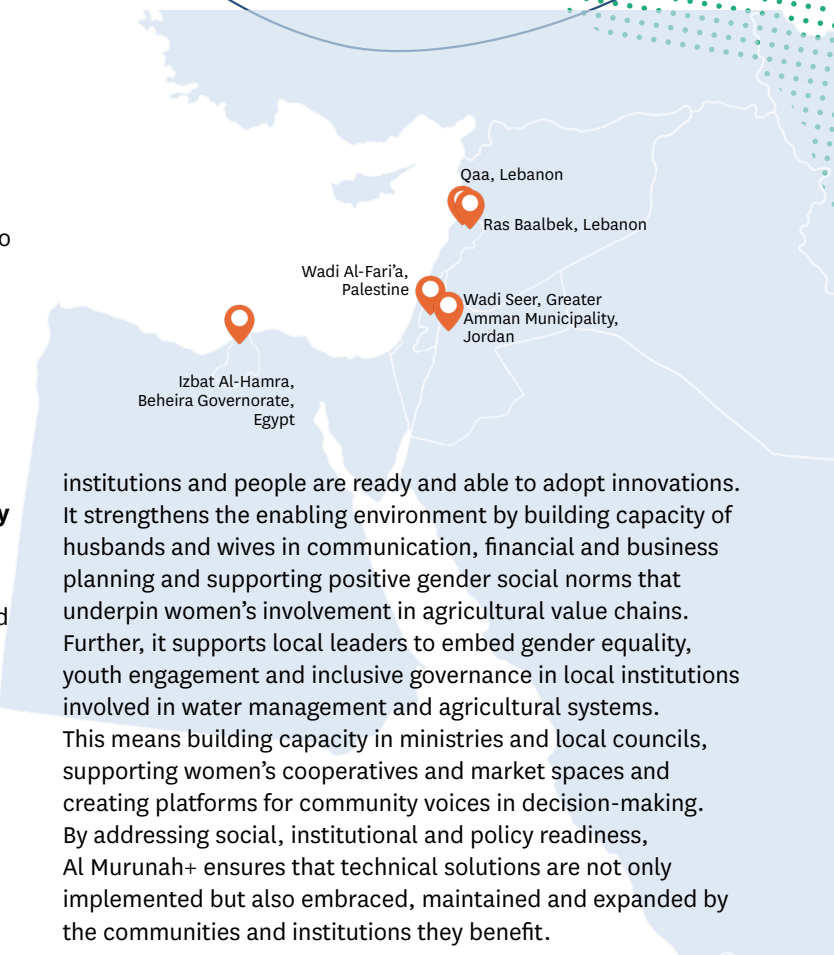 Qaa, Lebanon
Ras Baalbek, Lebanon
o
Wadi Al-Fari’a,
Palestine
Wadi Seer, Greater
Amman Municipality,
Jordan
Izbat Al-Hamra,
Beheira Governorate,
Egypt
institutions and people are ready and able to adopt innovations.
y
It strengthens the enabling environment by building capacity of
husbands and wives in communication, financial and business
planning and supporting positive gender social norms that
d
underpin women’s involvement in agricultural value chains.
Further, it supports local leaders to embed gender equality,
youth engagement and inclusive governance in local institutions
involved in water management and agricultural systems.
This means building capacity in ministries and local councils,
supporting women’s cooperatives and market spaces and
creating platforms for community voices in decision-making.
By addressing social, institutional and policy readiness,
Al Murunah+ ensures that technical solutions are not only
implemented but also embraced, maintained and expanded by
the communities and institutions they benefit.